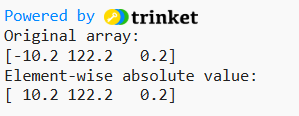 Powered by trinket
Original array:
[-10.2 122.2   0.2]
Element-wise absolute value:
[ 10.2 122.2   0.2]